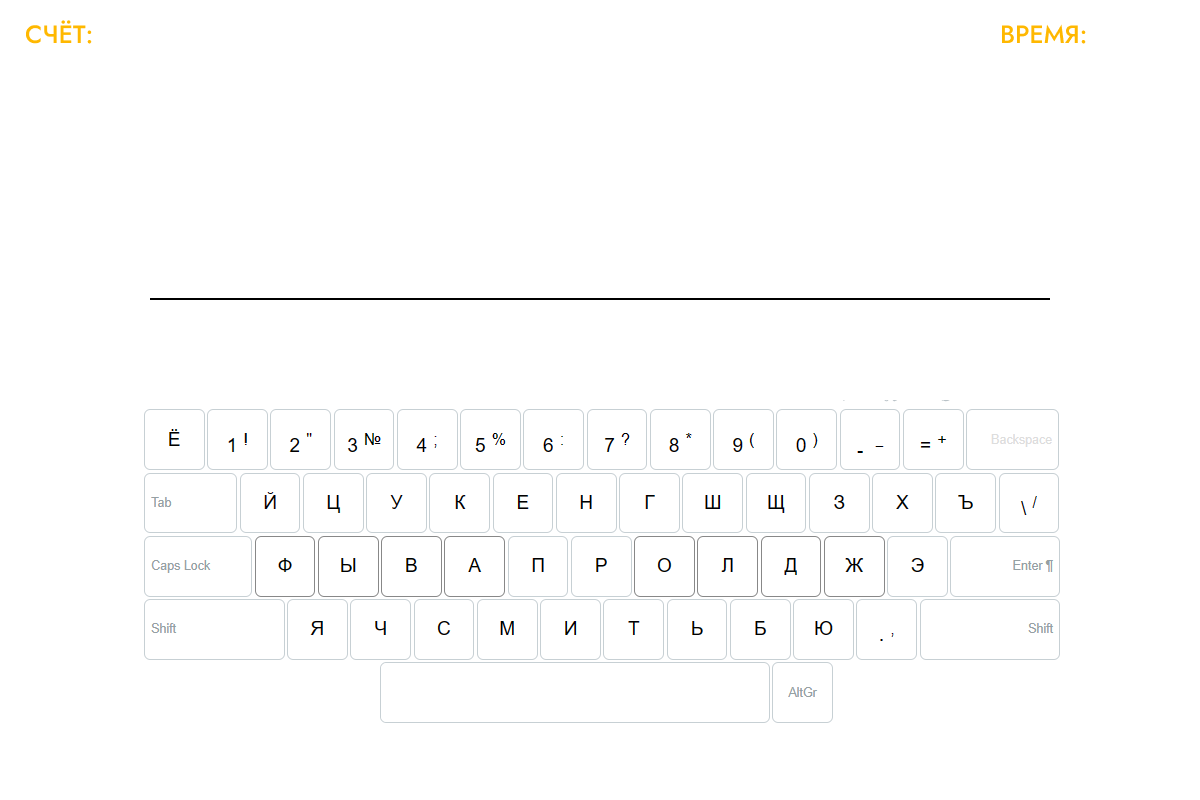 СЧЁТ: ВРЕМЯ:
Ё 1 ! 2 " 3 № 4 ; 5 % 6 : 7 ? 8 * 9 ( 0 ) - _ = + Backspace
Tab Й Ц У К Е Н Г Ш Щ З Х Ъ \ /
Caps Lock Ф Ы В А П Р О Л Д Ж Э Enter ¶
Shift Я Ч С М И Т Ь Б Ю . , Shift
AltGr